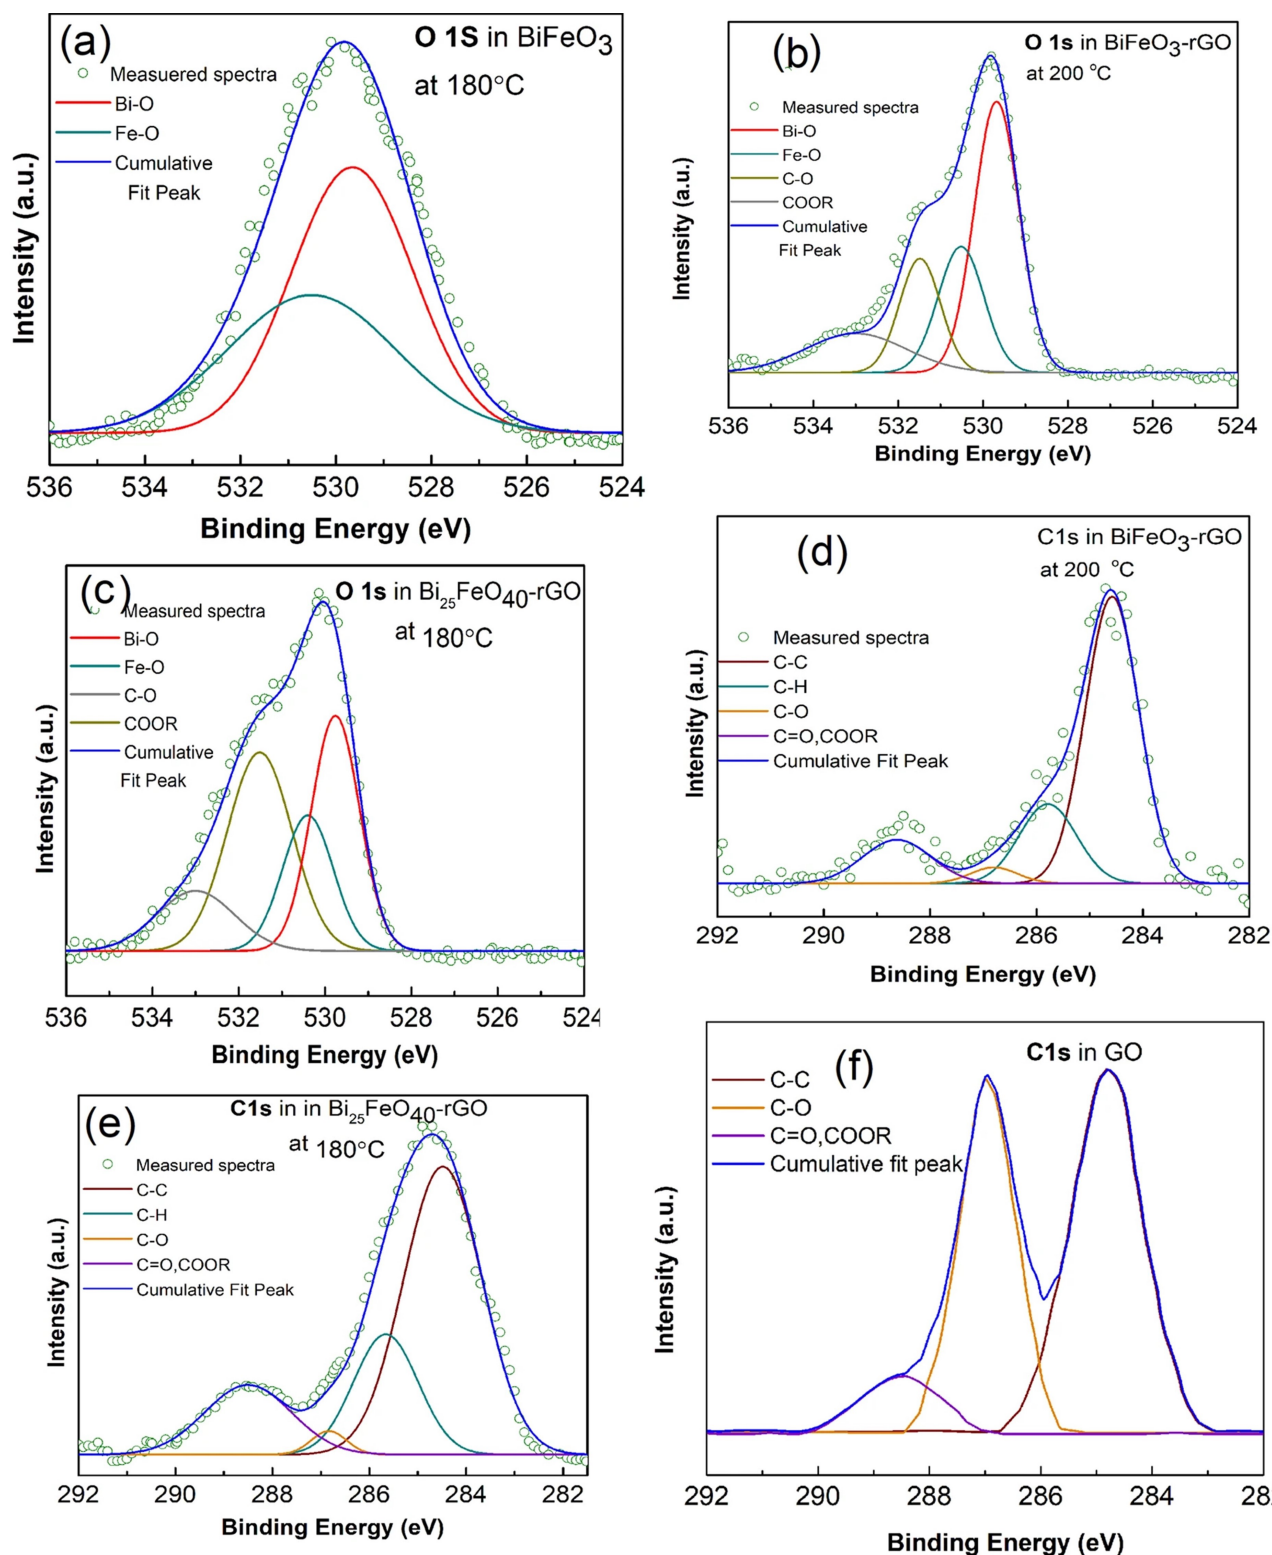 (a)
O 1S in BiFeO3
at 180°C
Measuered spectra
Bi-O
Fe-O
Cumulative
Fit Peak
Intensity (a.u.)
536 534 532 530 528 526 524
Binding Energy (eV)
(b)
O 1s in BiFeO3-rGO
at 200 °C
Measured spectra
Bi-O
Fe-O
C-O
COOR
Cumulative
Fit Peak
Intensity (a.u.)
536 534 532 530 528 526 524
Binding Energy (eV)
(c)
O 1s in Bi25FeO40-rGO
at 180°C
Measured spectra
Bi-O
Fe-O
C-O
COOR
Cumulative
Fit Peak
Intensity (a.u.)
536 534 532 530 528 526 524
Binding Energy (eV)
(d)
C1s in BiFeO3-rGO
at 200 °C
Measured spectra
C-C
C-H
C-O
C=O,COOR
Cumulative Fit Peak
Intensity (a.u.)
292 290 288 286 284 282
Binding Energy (eV)
(e)
C1s in in Bi25FeO40-rGO
at 180°C
Measured spectra
C-C
C-H
C-O
C=O,COOR
Cumulative Fit Peak
Intensity (a.u.)
292 290 288 286 284 282
Binding Energy (eV)
(f)
C1s in GO
C-C
C-O
C=O,COOR
Cumulative fit peak
Intensity (a.u.)
292 290 288 286 284 28
Binding Energy (eV)